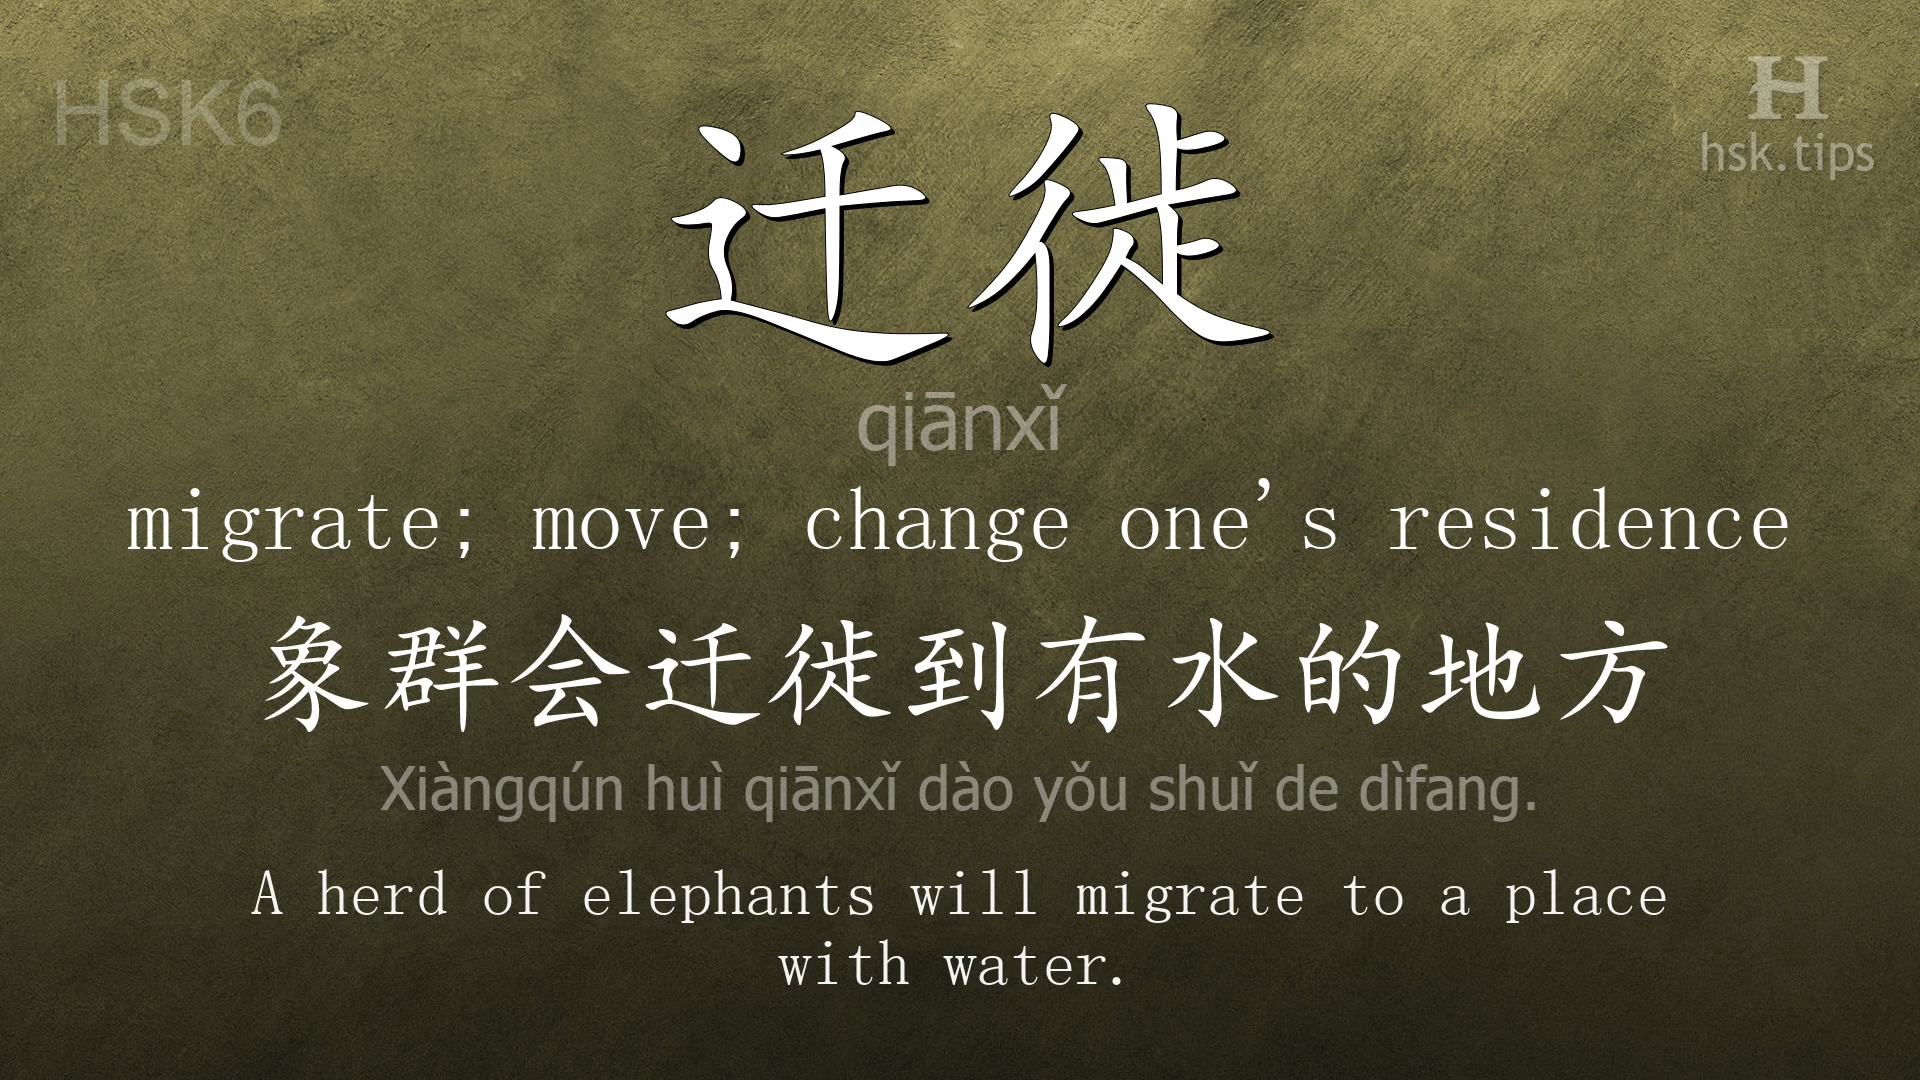 HSK6
H
hsk.tips
迁徙
qiānxǐ
migrate; move; change one's residence
象群会迁徙到有水的地方
Xiàngqún huì qiānxǐ dào yǒu shuǐ de dìfang.
A herd of elephants will migrate to a place
with water.